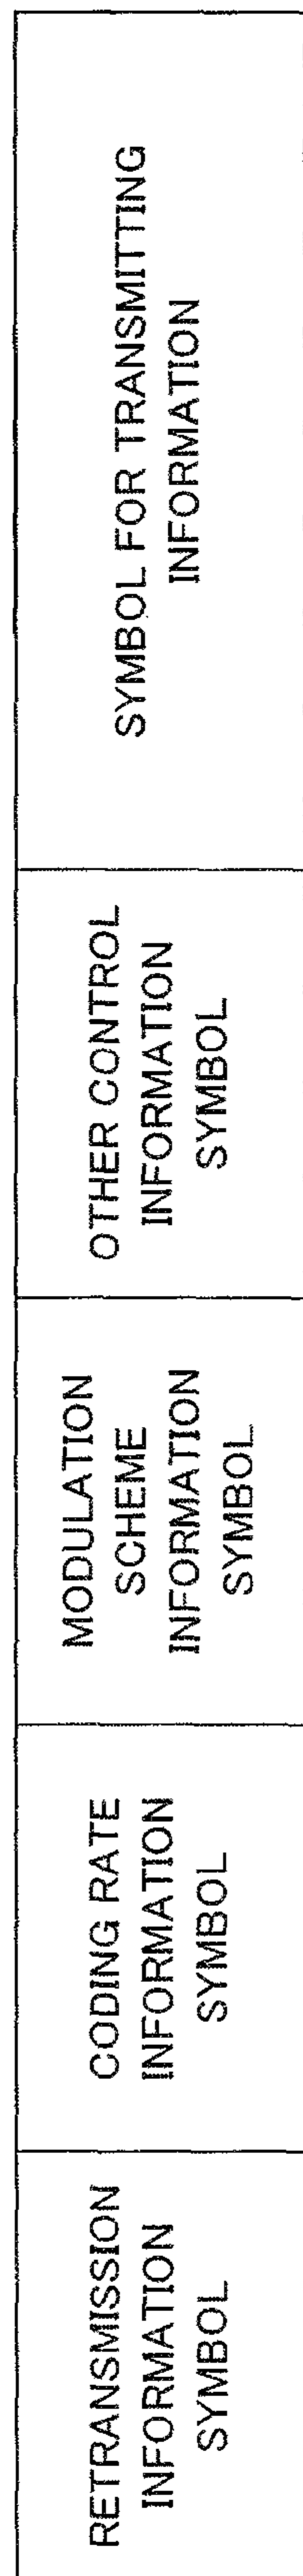 RETRANSMISSION
INFORMATION
SYMBOL
CODING RATE
INFORMATION
SYMBOL
MODULATION
SCHEME
INFORMATION
SYMBOL
OTHER CONTROL
INFORMATION
SYMBOL
SYMBOL FOR TRANSMITTING
INFORMATION